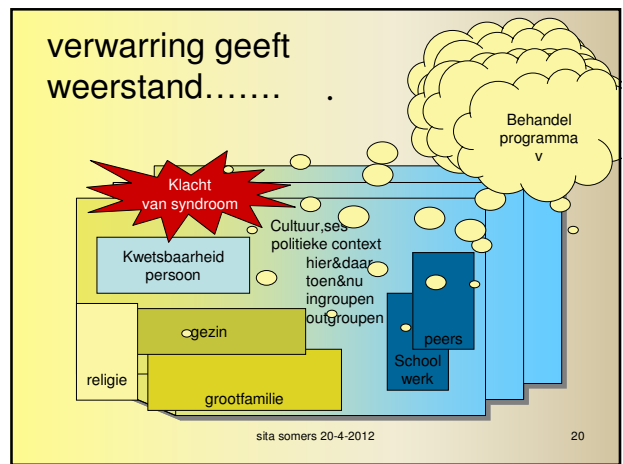 verwarring geeft
weerstand……. .
Behandel
programma
v
Klacht
van syndroom
Cultuur,ses
politieke context
hier&daar
toen&nu
ingroupen
outgroupen
Kwetsbaarheid
persoon
gezin
religie
grootfamilie
peers
School
werk
sita somers 20-4-2012
20